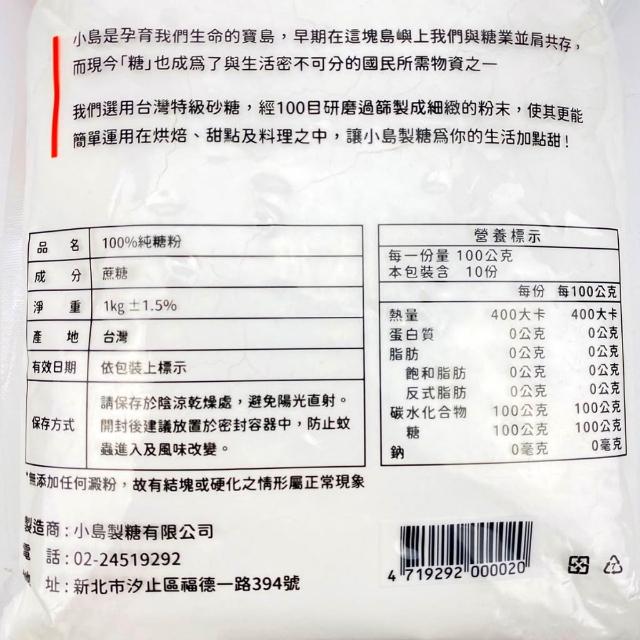 小島是孕育我們生命的寶島，早期在這塊島嶼上我們與糖業並肩共存，
而現今「糖」也成為了與生活密不可分的國民所需物資之一
我們選用台灣特級砂糖，經100目研磨過篩製成細緻的粉末，使其更能
簡單運用在烘焙、甜點及料理之中，讓小島製糖為你的生活加點甜！
品 名 100%純糖粉
成 分 蔗糖
淨 重 1kg ±1.5%
產 地 台灣
有效日期 依包裝上標示
保存方式 請保存於陰涼乾燥處，避免陽光直射。
開封後建議放置於密封容器中，防止蚊
蟲進入及風味改變。
營養標示
每一份量 100公克
本包裝含 10份
每份 每100公克
熱量 400大卡 400大卡
蛋白質 0公克 0公克
脂肪 0公克 0公克
飽和脂肪 0公克 0公克
反式脂肪 0公克 0公克
碳水化合物 100公克 100公克
糖 100公克 100公克
鈉 0毫克 0毫克
*無添加任何澱粉，故有結塊或硬化之情形屬正常現象
製造商：小島製糖有限公司
電 話：02-24519292
址：新北市汐止區福德一路394號
4 719292 000020